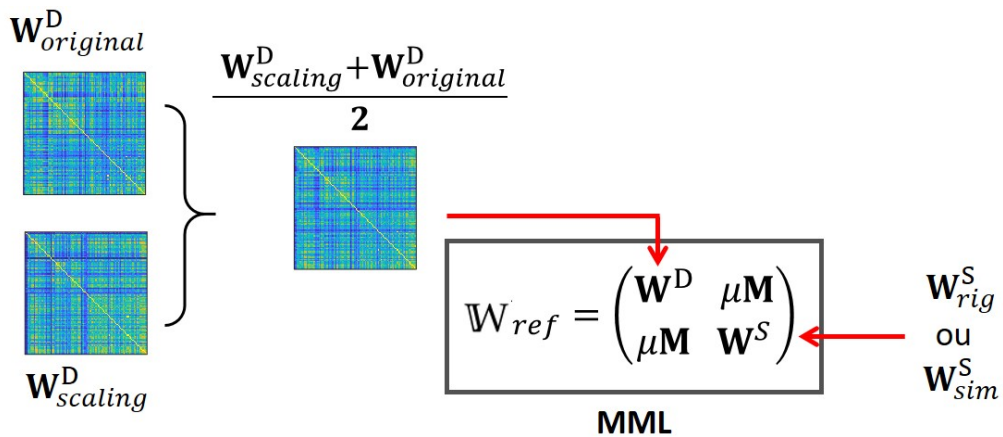 W^D_original
W^D_scaling
W^D_scaling+W^D_original
2
𝕎_ref = (W^D μM
μM W^S)
MML
W^S_rig
ou
W^S_sim